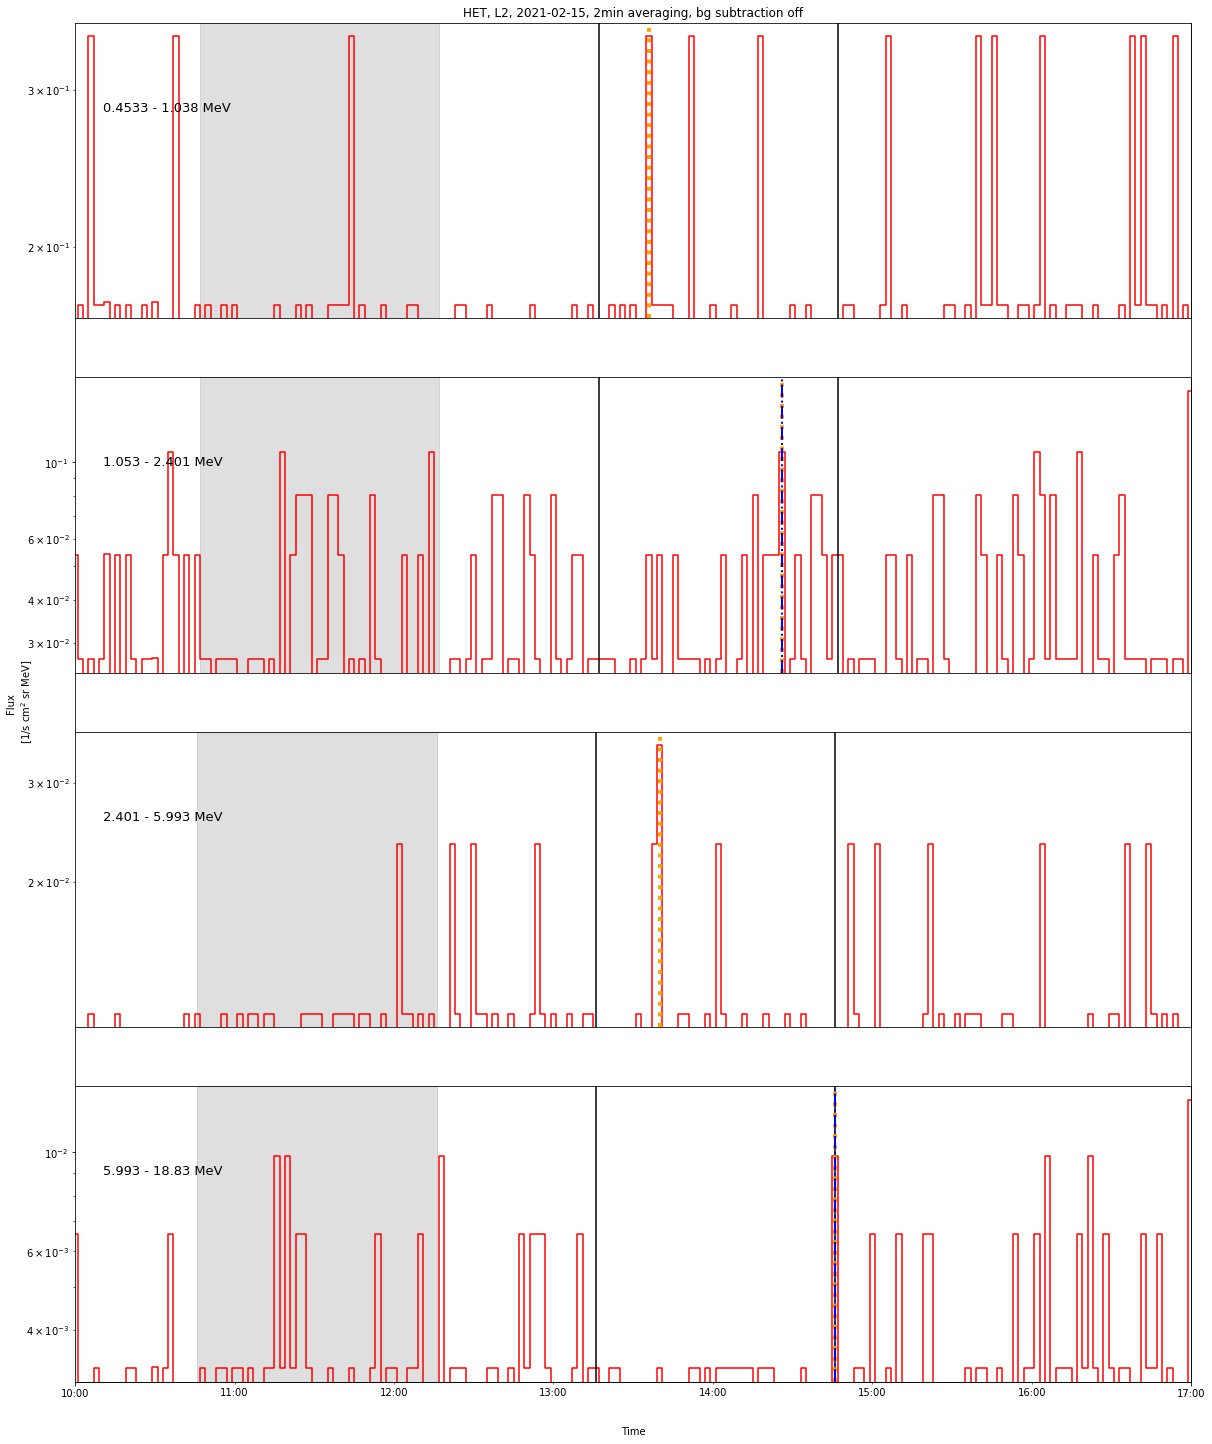 HET, L2, 2021-02-15, 2min averaging, bg subtraction off
3 × 10⁻¹
0.4533 - 1.038 MeV
2 × 10⁻¹
10⁻¹
1.053 - 2.401 MeV
6 × 10⁻²
4 × 10⁻²
3 × 10⁻²
Flux
[1/s cm² sr MeV]
3 × 10⁻²
2.401 - 5.993 MeV
2 × 10⁻²
10⁻²
5.993 - 18.83 MeV
6 × 10⁻³
4 × 10⁻³
10:00 11:00 12:00 13:00 14:00 15:00 16:00 17:00
Time